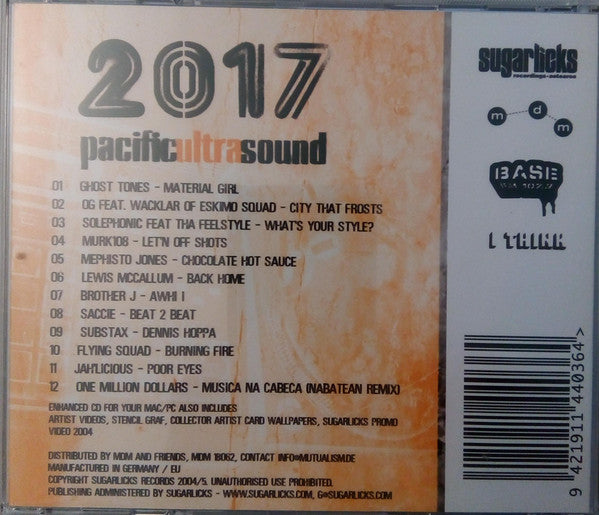 2017
pacificultrasound
01 GHOST TONES - MATERIAL GIRL
02 OG FEAT. WACKLAR OF ESKIMO SQUAD - CITY THAT FROSTS
03 SOLEPHONIC FEAT THA FEELSTYLE - WHAT'S YOUR STYLE?
04 MURK108 - LET'N OFF SHOTS
05 MEPHISTO JONES - CHOCOLATE HOT SAUCE
06 LEWIS MCCALLUM - BACK HOME
07 BROTHER J - AWHI I
08 SACCIE - BEAT 2 BEAT
09 SUBSTAX - DENNIS HOPPA
10 FLYING SQUAD - BURNING FIRE
11 JAH'LICIOUS - POOR EYES
12 ONE MILLION DOLLARS - MUSICA NA CABECA (NABATEAN REMIX)
ENHANCED CD FOR YOUR MAC/PC ALSO INCLUDES
ARTIST VIDEOS, STENCIL GRAF, COLLECTOR ARTIST CARD WALLPAPERS, SUGARLICKS PROMO
VIDEO 2004
DISTRIBUTED BY MDM AND FRIENDS, MDM 18062, CONTACT INFO@MUTUALISM.DE
MANUFACTURED IN GERMANY / EU
COPYRIGHT SUGARLICKS RECORDS 2004/5. UNAUTHORISED USE PROHIBITED.
PUBLISHING ADMINISTERED BY SUGARLICKS - WWW.SUGARLICKS.COM, G@SUGARLICKS.COM
sugarlicks
recordings-aotearoa
m d m
BASE
FM 107.3
I THINK
9 421911 440364 >